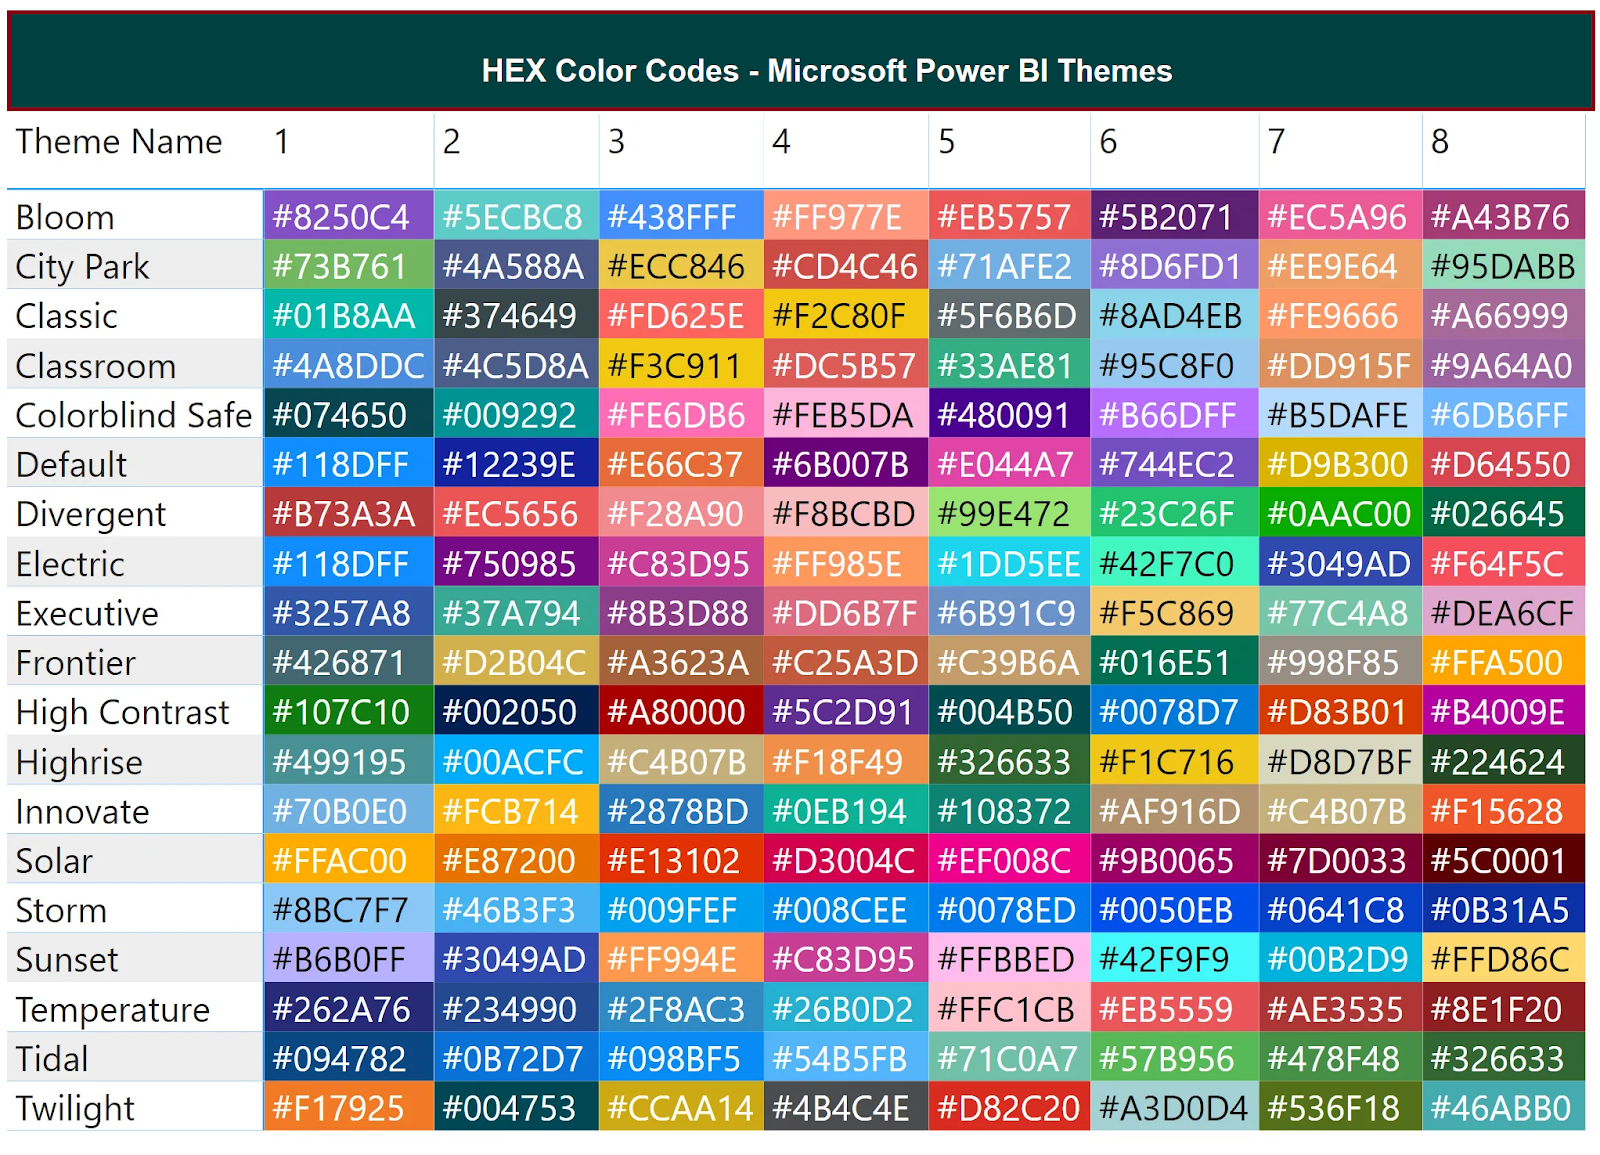 HEX Color Codes - Microsoft Power BI Themes
Theme Name 1 2 3 4 5 6 7 8
Bloom #8250C4 #5ECBC8 #438FFF #FF977E #EB5757 #5B2071 #EC5A96 #A43B76
City Park #73B761 #4A588A #ECC846 #CD4C46 #71AFE2 #8D6FD1 #EE9E64 #95DABB
Classic #01B8AA #374649 #FD625E #F2C80F #5F6B6D #8AD4EB #FE9666 #A66999
Classroom #4A8DDC #4C5D8A #F3C911 #DC5B57 #33AE81 #95C8F0 #DD915F #9A64A0
Colorblind Safe #074650 #009292 #FE6DB6 #FEB5DA #480091 #B66DFF #B5DAFE #6DB6FF
Default #118DFF #12239E #E66C37 #6B007B #E044A7 #744EC2 #D9B300 #D64550
Divergent #B73A3A #EC5656 #F28A90 #F8BCBD #99E472 #23C26F #0AAC00 #026645
Electric #118DFF #750985 #C83D95 #FF985E #1DD5EE #42F7C0 #3049AD #F64F5C
Executive #3257A8 #37A794 #8B3D88 #DD6B7F #6B91C9 #F5C869 #77C4A8 #DEA6CF
Frontier #426871 #D2B04C #A3623A #C25A3D #C39B6A #016E51 #998F85 #FFA500
High Contrast #107C10 #002050 #A80000 #5C2D91 #004B50 #0078D7 #D83B01 #B4009E
Highrise #499195 #00ACFC #C4B07B #F18F49 #326633 #F1C716 #D8D7BF #224624
Innovate #70B0E0 #FCB714 #2878BD #0EB194 #108372 #AF916D #C4B07B #F15628
Solar #FFAC00 #E87200 #E13102 #D3004C #EF008C #9B0065 #7D0033 #5C0001
Storm #8BC7F7 #46B3F3 #009FEF #008CEE #0078ED #0050EB #0641C8 #0B31A5
Sunset #B6B0FF #3049AD #FF994E #C83D95 #FFBBED #42F9F9 #00B2D9 #FFD86C
Temperature #262A76 #234990 #2F8AC3 #26B0D2 #FFC1CB #EB5559 #AE3535 #8E1F20
Tidal #094782 #0B72D7 #098BF5 #54B5FB #71C0A7 #57B956 #478F48 #326633
Twilight #F17925 #004753 #CCAA14 #4B4C4E #D82C20 #A3D0D4 #536F18 #46ABB0